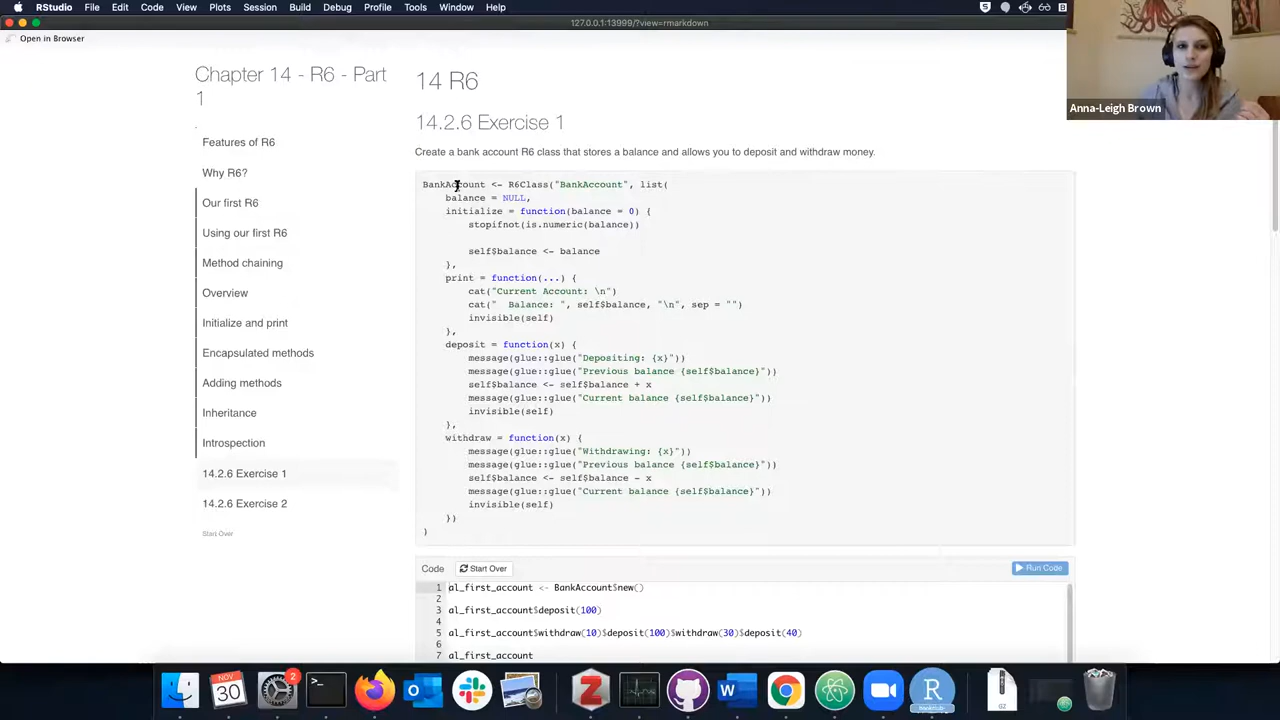 RStudio File Edit Code View Plots Session Build Debug Profile Tools Window Help
127.0.0.1:13999/?view=rmarkdown
Open in Browser
Anna-Leigh Brown
Chapter 14 - R6 - Part
1
Features of R6
Why R6?
Our first R6
Using our first R6
Method chaining
Overview
Initialize and print
Encapsulated methods
Adding methods
Inheritance
Introspection
14.2.6 Exercise 1
14.2.6 Exercise 2
Start Over
14 R6
14.2.6 Exercise 1
Create a bank account R6 class that stores a balance and allows you to deposit and withdraw money.
BankAccount <- R6Class("BankAccount", list(
balance = NULL,
initialize = function(balance = 0) {
stopifnot(is.numeric(balance))
self$balance <- balance
},
print = function(...) {
cat("Current Account: \n")
cat("  Balance: ", self$balance, "\n", sep = "")
invisible(self)
},
deposit = function(x) {
message(glue::glue("Depositing: {x}"))
message(glue::glue("Previous balance {self$balance}"))
self$balance <- self$balance + x
message(glue::glue("Current balance {self$balance}"))
invisible(self)
},
withdraw = function(x) {
message(glue::glue("Withdrawing: {x}"))
message(glue::glue("Previous balance {self$balance}"))
self$balance <- self$balance - x
message(glue::glue("Current balance {self$balance}"))
invisible(self)
})
)
Code Start Over Run Code
1 al_first_account <- BankAccount$new()
2
3 al_first_account$deposit(100)
4
5 al_first_account$withdraw(10)$deposit(100)$withdraw(30)$deposit(40)
6
7 al_first_account
NOV
30
2
>_
Z
W
R
GZ